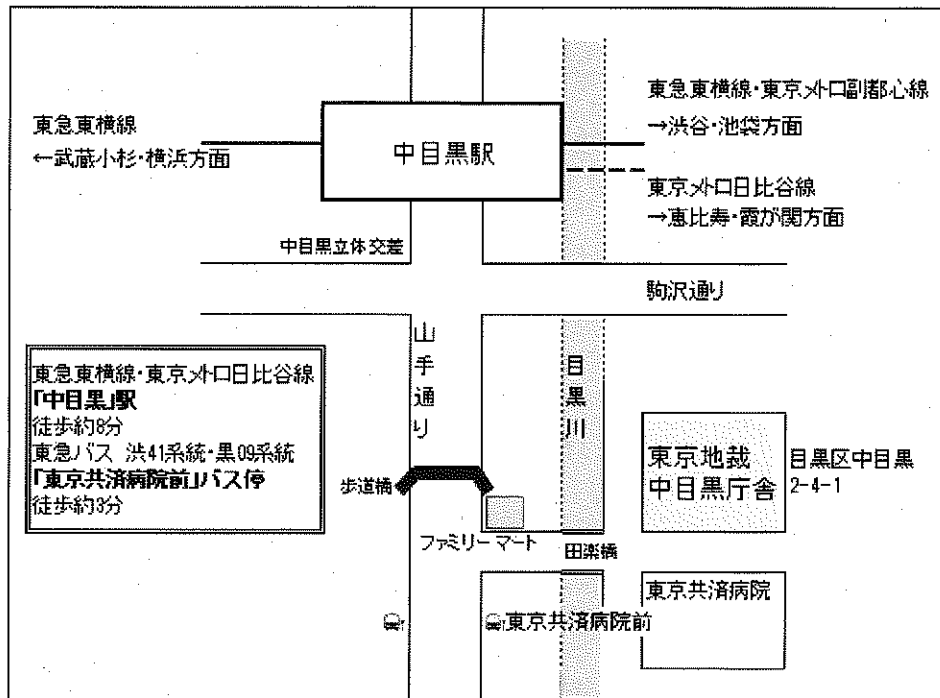 東急東横線・東京メトロ副都心線
→渋谷・池袋方面
東急東横線
←武蔵小杉・横浜方面
中目黒駅
東京メトロ日比谷線
→恵比寿・霞が関方面
中目黒立体交差
駒沢通り
山手通り
目黒川
東急東横線・東京メトロ日比谷線
「中目黒」駅
徒歩約8分
東急バス 渋41系統・黒09系統
「東京共済病院前」バス停
徒歩約3分
東京地裁
中目黒庁舎
目黒区中目黒
2-4-1
歩道橋
ファミリーマート
田楽橋
東京共済病院
東京共済病院前